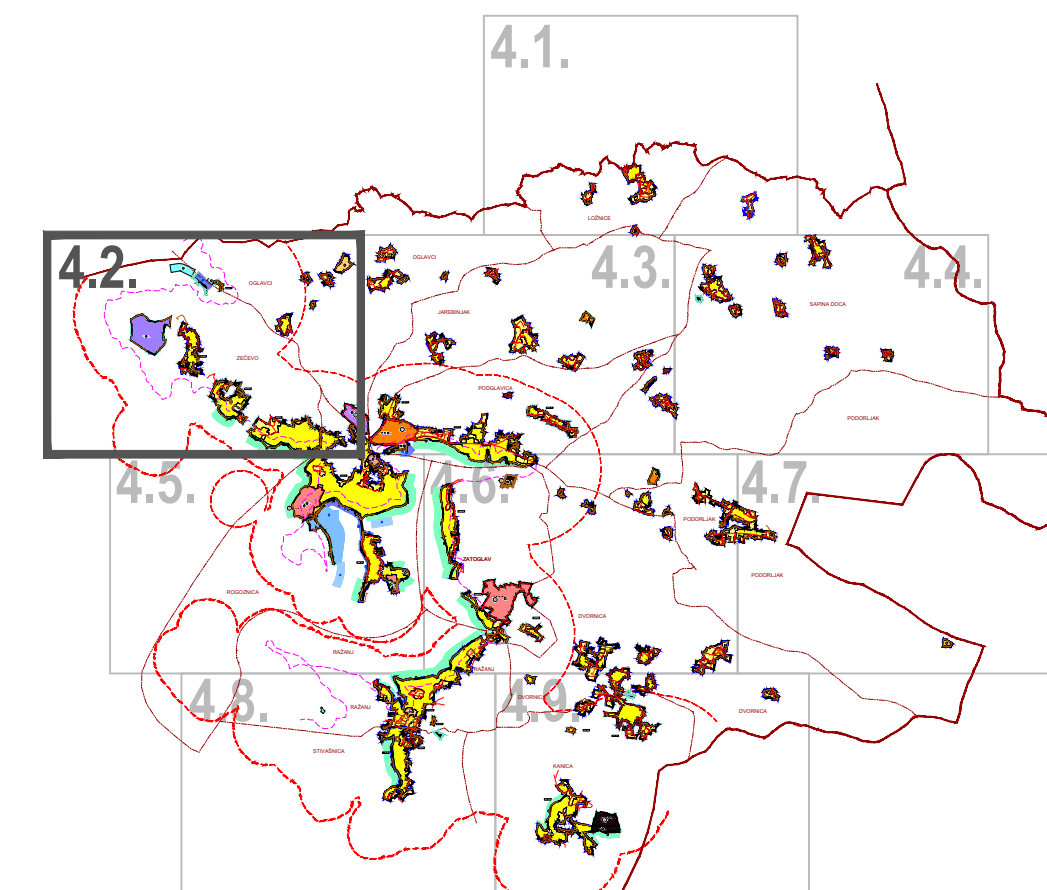 4.1.
LOŽNICE
4.2.
OGLAVCI
OGLAVCI
4.3.
4.4.
SAPINA DOCA
JAREBINJAK
ZEČEVO
PODGLAVICA
PODORLJAK
4.5.
4.6.
4.7.
PODORLJAK
ZATOGLAV
PODORLJAK
ROGOZNICA
DVORNICA
RAŽANJ
RAŽANJ
4.8.
RAŽANJ
4.9.
DVORNICA
DVORNICA
STIVAŠNICA
KANICA